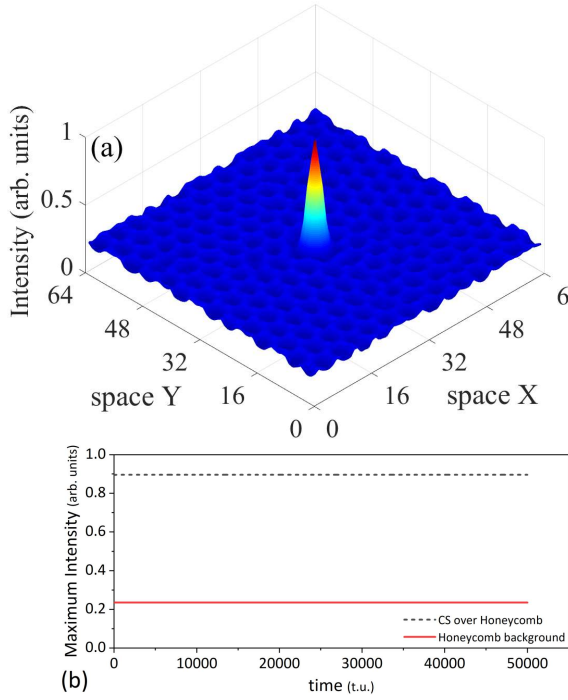 (a)
Intensity (arb. units)
1
0.5
0
64
48
32
16
0
space Y
0
16
32
48
6
space X
Maximum Intensity (arb. units)
1.0
0.8
0.6
0.4
0.2
0.0
CS over Honeycomb
Honeycomb background
0
10000
20000
30000
40000
50000
time (t.u.)
(b)